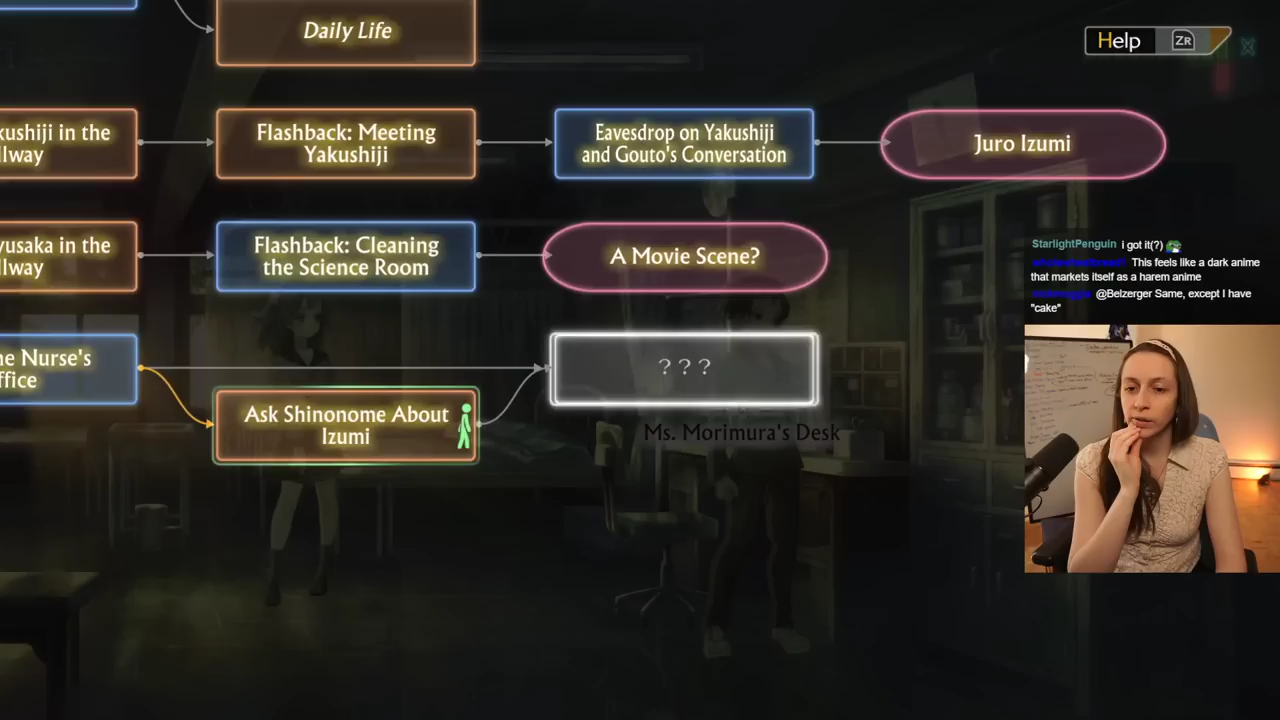 Daily Life
Help ZR
kushiji in the
llway
Flashback: Meeting
Yakushiji
Eavesdrop on Yakushiji
and Gouto's Conversation
Juro Izumi
yusaka in the
llway
Flashback: Cleaning
the Science Room
A Movie Scene?
StarlightPenguin i got it(?)
This feels like a dark anime
that markets itself as a harem anime
@Belzerger Same, except I have
"cake"
he Nurse's
ffice
? ? ?
Ask Shinonome About
Izumi
Ms. Morimura's Desk